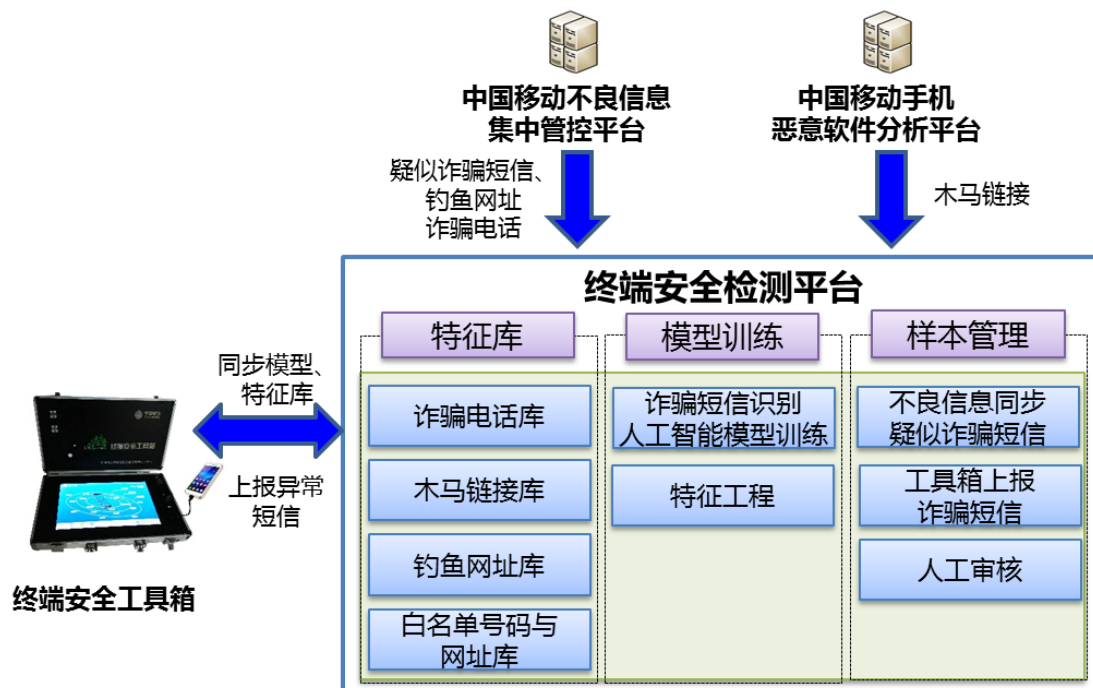 中国移动不良信息
集中管控平台
中国移动手机
恶意软件分析平台
疑似诈骗短信、
钓鱼网址
诈骗电话
木马链接
终端安全检测平台
特征库
模型训练
样本管理
同步模型、
特征库
上报异常
短信
诈骗电话库
木马链接库
钓鱼网址库
白名单号码与
网址库
诈骗短信识别
人工智能模型训练
特征工程
不良信息同步
疑似诈骗短信
工具箱上报
诈骗短信
人工审核
终端安全工具箱
终端安全工具箱